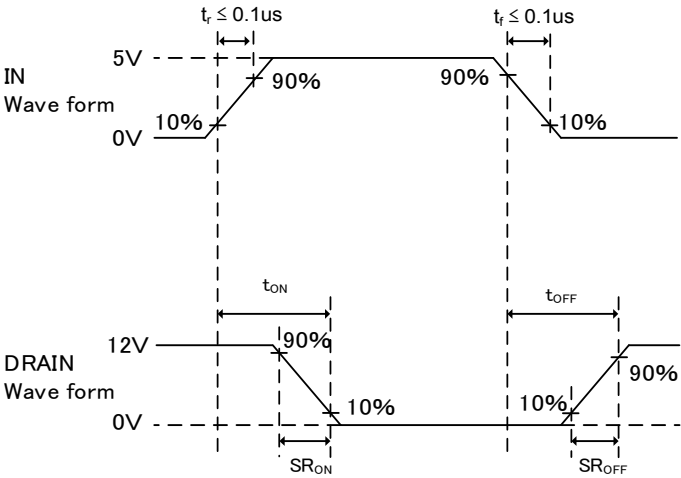 tr ≤ 0.1us
tf ≤ 0.1us
5V
IN
Wave form
90%
90%
10%
10%
0V
tON
tOFF
12V
90%
DRAIN
Wave form
90%
10%
10%
0V
SRON
SROFF